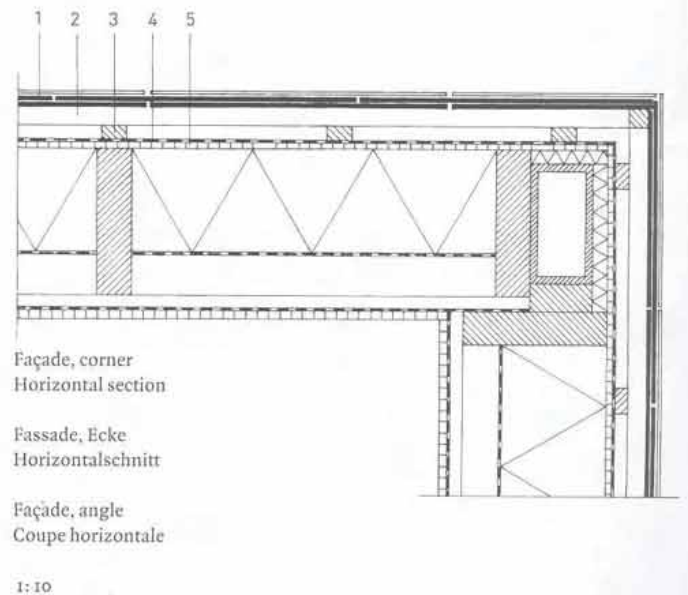 1 2 3 4 5
Façade, corner
Horizontal section
Fassade, Ecke
Horizontalschnitt
Façade, angle
Coupe horizontale
1:10